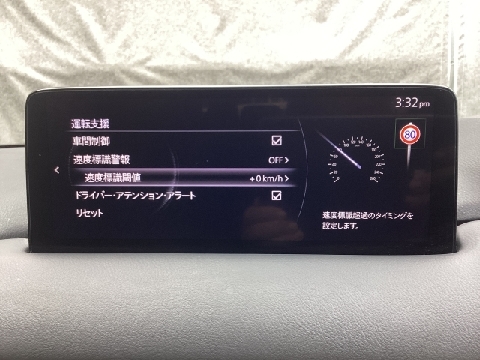 3:32 pm
運転支援
車間制御
速度標識警報 OFF
速度標識閾値 +0km/h
ドライバー・アテンション・アラート
リセット
80
速度標識超過のタイミングを
設定します。